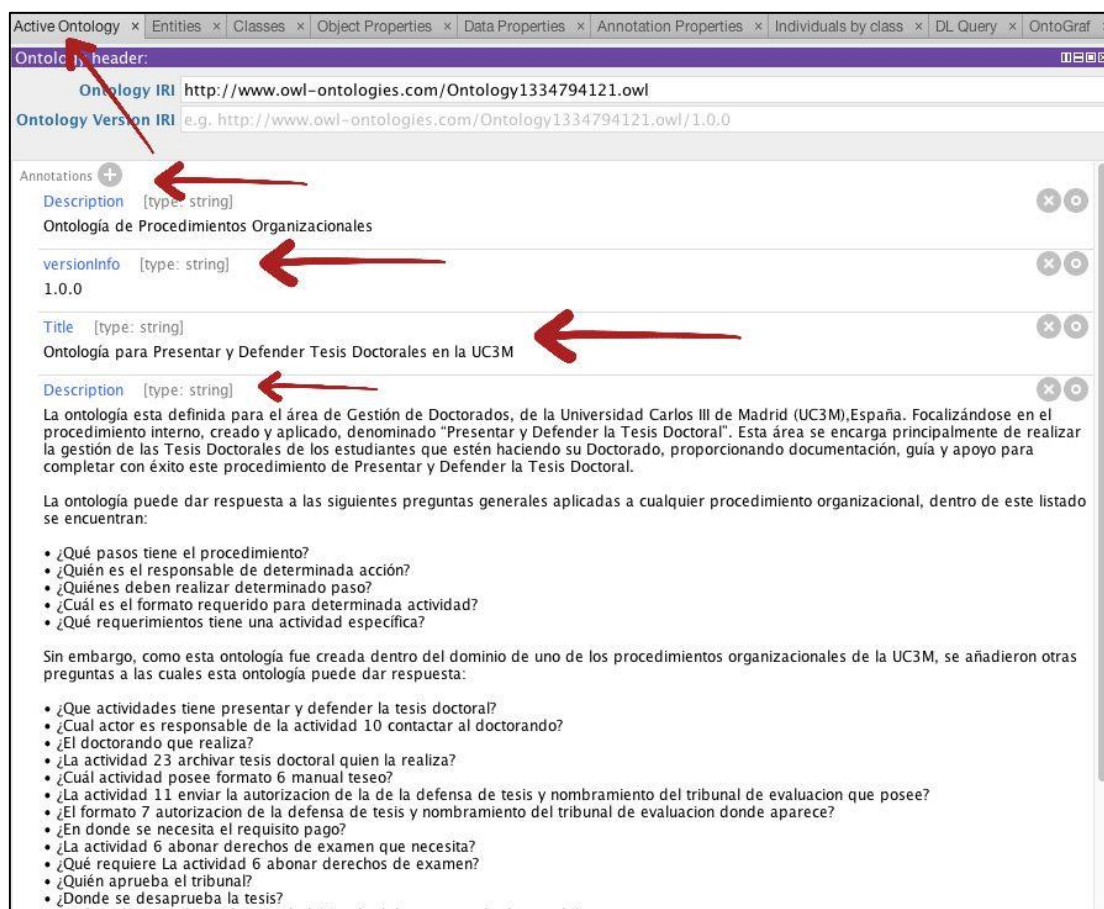 Active Ontology × Entities × Classes × Object Properties × Data Properties × Annotation Properties × Individuals by class × DL Query × OntoGraf
Ontology header:
Ontology IRI http://www.owl-ontologies.com/Ontology1334794121.owl
Ontology Version IRI e.g. http://www.owl-ontologies.com/Ontology1334794121.owl/1.0.0
Annotations
Description [type: string]
Ontología de Procedimientos Organizacionales
versionInfo [type: string]
1.0.0
Title [type: string]
Ontología para Presentar y Defender Tesis Doctorales en la UC3M
Description [type: string]
La ontología esta definida para el área de Gestión de Doctorados, de la Universidad Carlos III de Madrid (UC3M),España. Focalizándose en el
procedimiento interno, creado y aplicado, denominado “Presentar y Defender la Tesis Doctoral”. Esta área se encarga principalmente de realizar
la gestión de las Tesis Doctorales de los estudiantes que estén haciendo su Doctorado, proporcionando documentación, guía y apoyo para
completar con éxito este procedimiento de Presentar y Defender la Tesis Doctoral.
La ontología puede dar respuesta a las siguientes preguntas generales aplicadas a cualquier procedimiento organizacional, dentro de este listado
se encuentran:
• ¿Qué pasos tiene el procedimiento?
• ¿Quién es el responsable de determinada acción?
• ¿Quiénes deben realizar determinado paso?
• ¿Cuál es el formato requerido para determinada actividad?
• ¿Qué requerimientos tiene una actividad específica?
Sin embargo, como esta ontología fue creada dentro del dominio de uno de los procedimientos organizacionales de la UC3M, se añadieron otras
preguntas a las cuales esta ontología puede dar respuesta:
• ¿Que actividades tiene presentar y defender la tesis doctoral?
• ¿Cual actor es responsable de la actividad 10 contactar al doctorando?
• ¿El doctorando que realiza?
• ¿La actividad 23 archivar tesis doctoral quien la realiza?
• ¿Cuál actividad posee formato 6 manual teseo?
• ¿La actividad 11 enviar la autorizacion de la de la defensa de tesis y nombramiento del tribunal de evaluacion que posee?
• ¿El formato 7 autorizacion de la defensa de tesis y nombramiento del tribunal de evaluacion donde aparece?
• ¿En donde se necesita el requisito pago?
• ¿La actividad 6 abonar derechos de examen que necesita?
• ¿Qué requiere La actividad 6 abonar derechos de examen?
• ¿Quién aprueba el tribunal?
• ¿Donde se desaprueba la tesis?